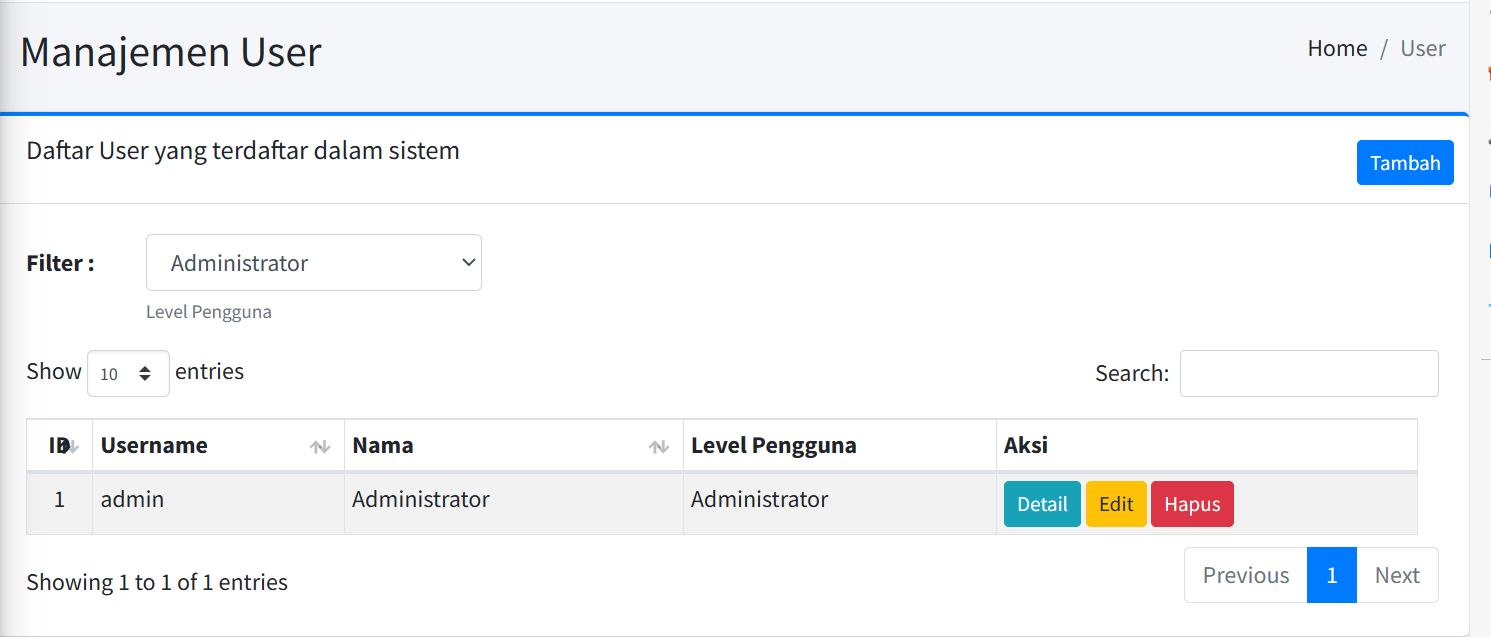 Manajemen User
Home / User
Daftar User yang terdaftar dalam sistem
Tambah
Filter :
Administrator
Level Pengguna
Show 10 entries
Search:
ID Username Nama Level Pengguna Aksi
1 admin Administrator Administrator Detail Edit Hapus
Showing 1 to 1 of 1 entries
Previous 1 Next